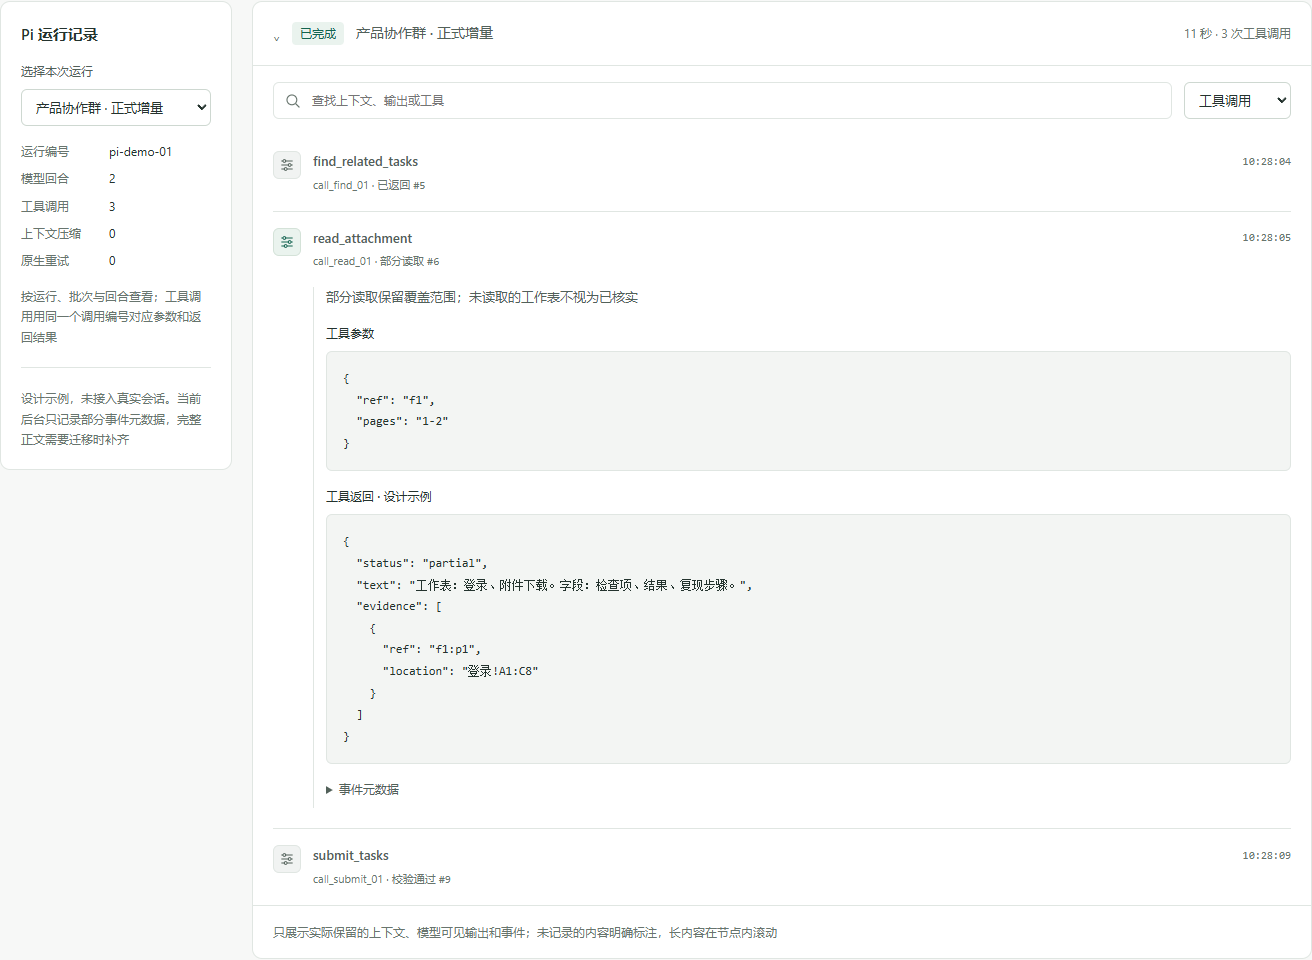 Pi 运行记录
选择本次运行
产品协作群 · 正式增量
运行编号 pi-demo-01
模型回合 2
工具调用 3
上下文压缩 0
原生重试 0
按运行、批次与回合查看；工具调
用用同一个调用编号对应参数和返
回结果
设计示例，未接入真实会话。当前
后台只记录部分事件元数据，完整
正文需要迁移时补齐
已完成 产品协作群 · 正式增量 11 秒 · 3 次工具调用
查找上下文、输出或工具 工具调用
find_related_tasks 10:28:04
call_find_01 · 已返回 #5
read_attachment 10:28:05
call_read_01 · 部分读取 #6
部分读取保留覆盖范围；未读取的工作表不视为已核实
工具参数
{
"ref": "f1",
"pages": "1-2"
}
工具返回 · 设计示例
{
"status": "partial",
"text": "工作表：登录、附件下载。字段：检查项、结果、复现步骤。",
"evidence": [
{
"ref": "f1:p1",
"location": "登录!A1:C8"
}
]
}
事件元数据
submit_tasks 10:28:09
call_submit_01 · 校验通过 #9
只展示实际保留的上下文、模型可见输出和事件；未记录的内容明确标注，长内容在节点内滚动